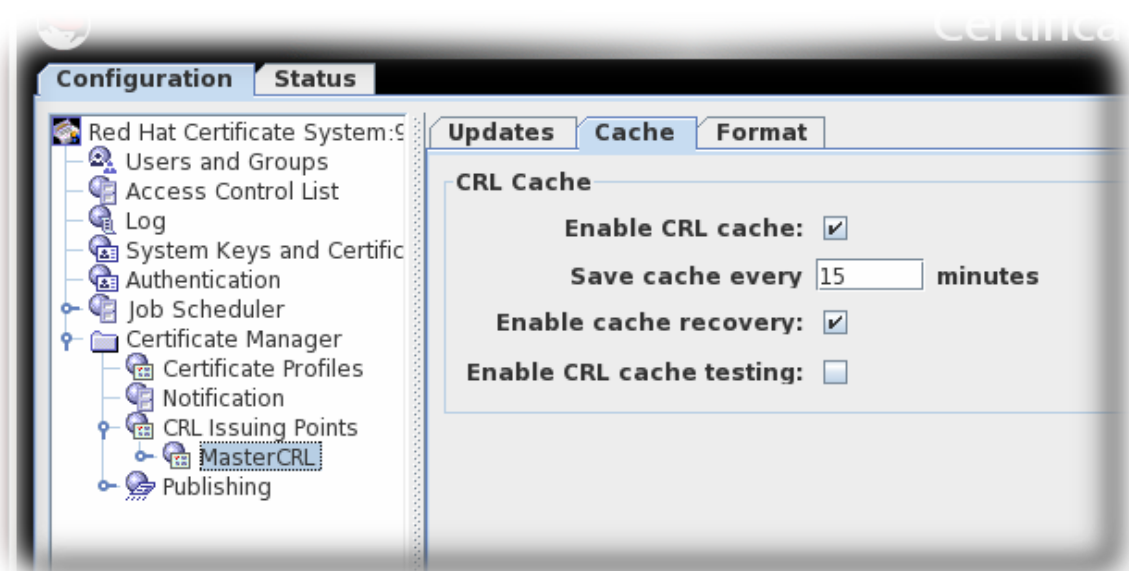 Certifica
Configuration
Status
Red Hat Certificate System:9
Users and Groups
Access Control List
Log
System Keys and Certific
Authentication
Job Scheduler
Certificate Manager
Certificate Profiles
Notification
CRL Issuing Points
MasterCRL
Publishing
Updates
Cache
Format
CRL Cache
Enable CRL cache:
Save cache every 15 minutes
Enable cache recovery:
Enable CRL cache testing: